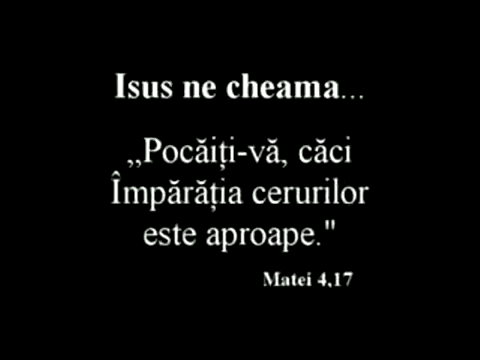 Isus ne cheama...
„Pocăiți-vă, căci
Împărăția cerurilor
este aproape."
Matei 4,17